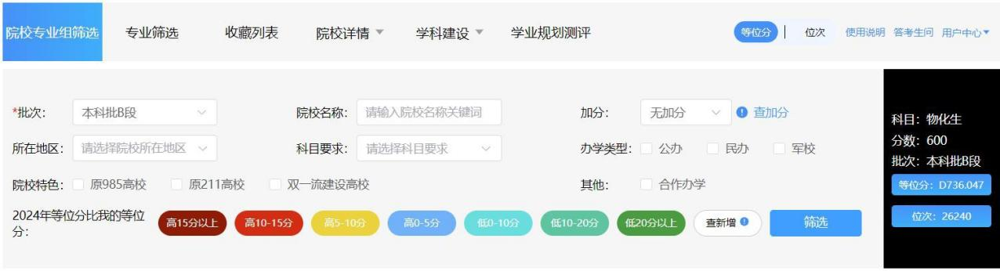 院校专业组筛选 专业筛选 收藏列表 院校详情 学科建设 学业规划测评 等位分 位次 使用说明 答考生问 用户中心
*批次： 本科批B段 院校名称： 请输入院校名称关键词 加分： 无加分 查加分
所在地区： 请选择院校所在地区 科目要求： 请选择科目要求 办学类型： 公办 民办 军校
院校特色： 原985高校 原211高校 双一流建设高校 其他： 合作办学
2024年等位分比我的等位
分： 高15分以上 高10-15分 高5-10分 高0-5分 低0-10分 低10-20分 低20分以上 查新增 筛选
科目：物化生
分数：600
批次：本科批B段
等位分：D736.047
位次：26240